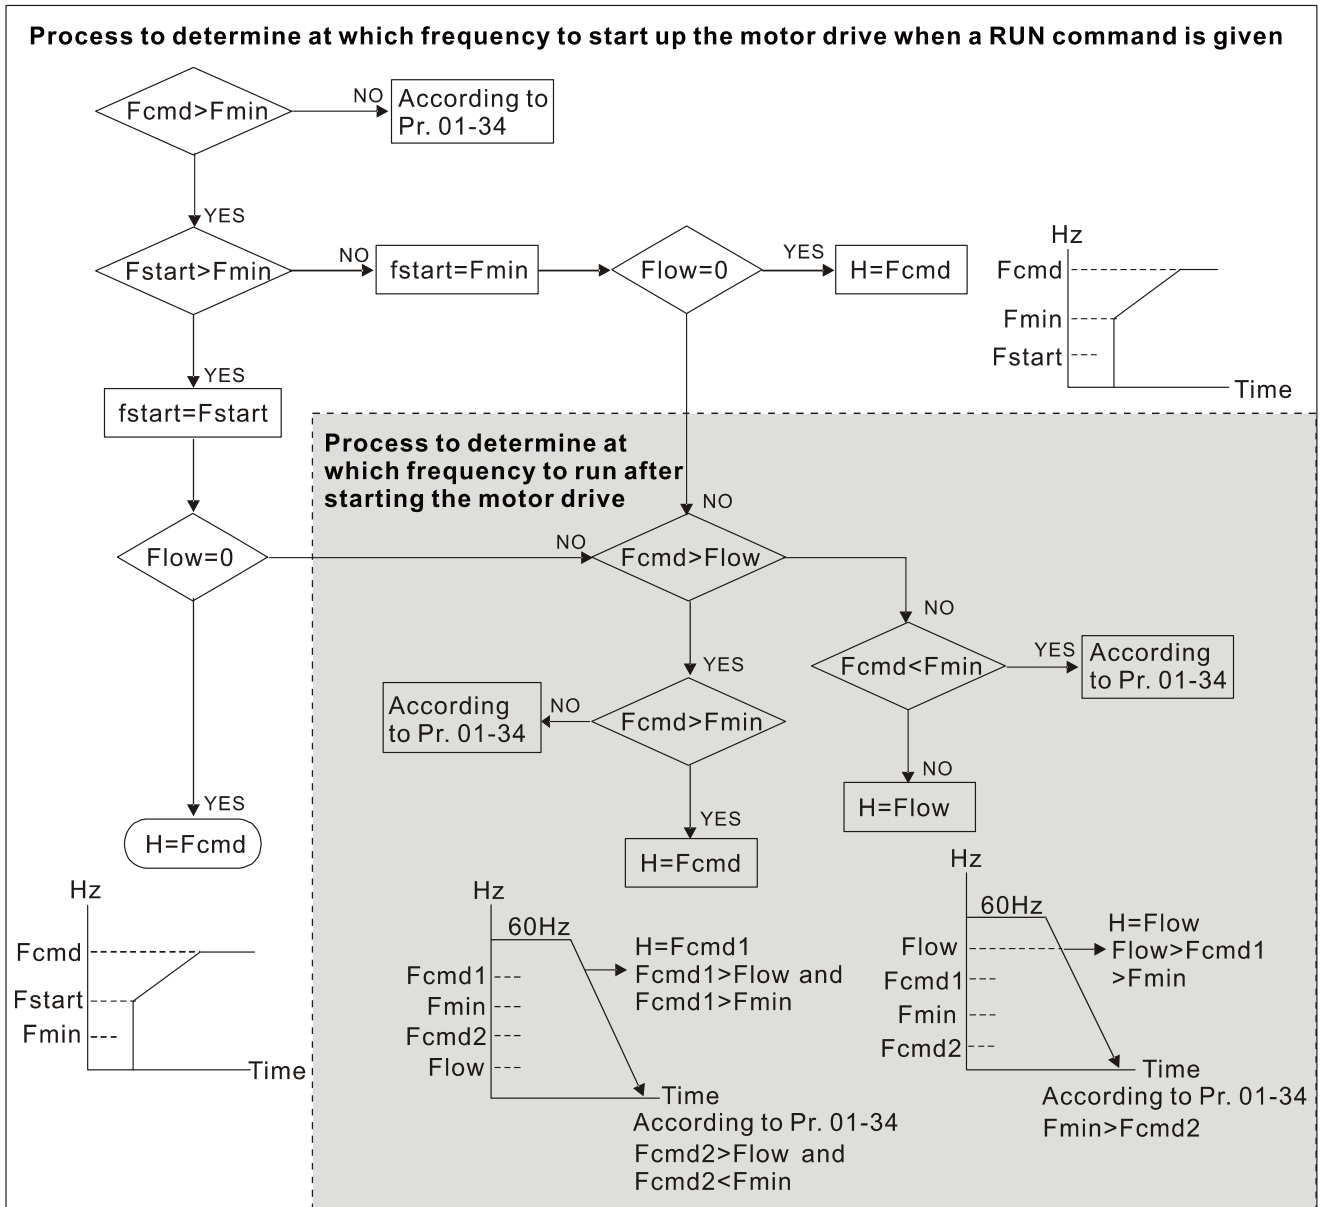 Process to determine at which frequency to start up the motor drive when a RUN command is given
Fcmd>Fmin
NO
According to
Pr. 01-34
YES
Fstart>Fmin
NO
fstart=Fmin
Flow=0
YES
H=Fcmd
Hz
Fcmd
Fmin
Fstart
Time
YES
fstart=Fstart
Process to determine at
which frequency to run after
starting the motor drive
NO
Flow=0
NO
Fcmd>Flow
NO
YES
Fcmd<Fmin
YES
According
to Pr. 01-34
According
to Pr. 01-34
NO
Fcmd>Fmin
NO
H=Flow
YES
H=Fcmd
YES
H=Fcmd
Hz
Fcmd
Fstart
Fmin
Time
Hz
60Hz
Fcmd1
Fmin
Fcmd2
Flow
H=Fcmd1
Fcmd1>Flow and
Fcmd1>Fmin
Time
According to Pr. 01-34
Fcmd2>Flow and
Fcmd2<Fmin
Hz
60Hz
Flow
Fcmd1
Fmin
Fcmd2
H=Flow
Flow>Fcmd1
>Fmin
Time
According to Pr. 01-34
Fmin>Fcmd2